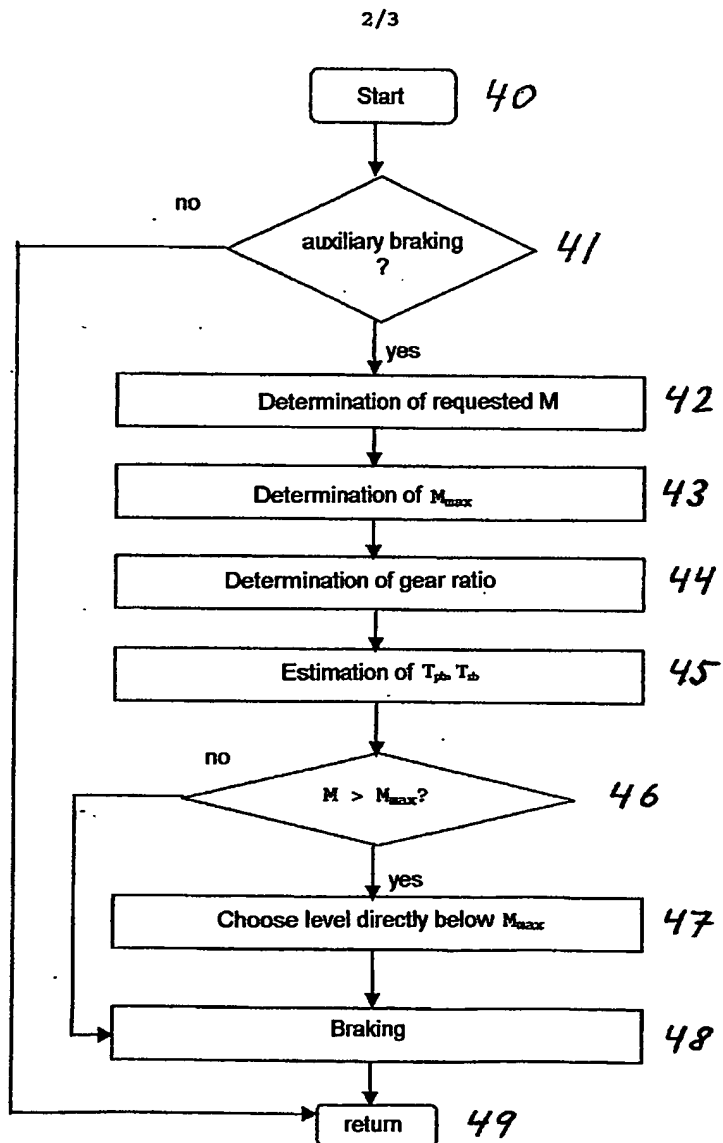 2/3
Start 40
no
auxiliary braking
? 41
yes
Determination of requested M 42
Determination of Mmax 43
Determination of gear ratio 44
Estimation of Tpb, Tsb 45
no
M > Mmax? 46
yes
Choose level directly below Mmax 47
Braking 48
return 49